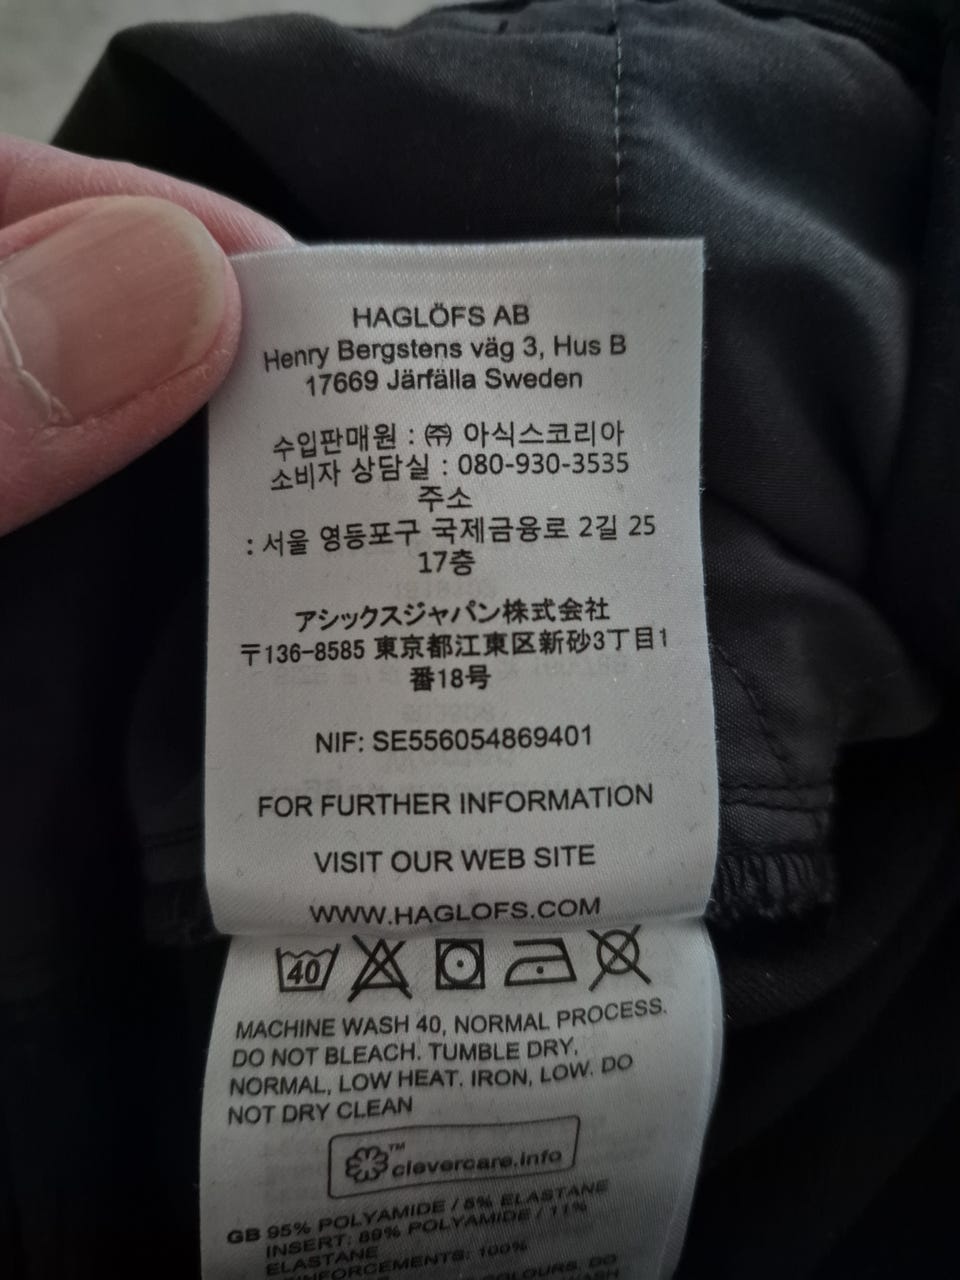 HAGLÖFS AB
Henry Bergstens väg 3, Hus B
17669 Järfälla Sweden
수입판매원 : ㈜ 아식스코리아
소비자 상담실 : 080-930-3535
주소
: 서울 영등포구 국제금융로 2길 25
17층
アシックスジャパン株式会社
〒136-8585 東京都江東区新砂3丁目1
番18号
NIF: SE556054869401
FOR FURTHER INFORMATION
VISIT OUR WEB SITE
WWW.HAGLOFS.COM
40
MACHINE WASH 40, NORMAL PROCESS.
DO NOT BLEACH. TUMBLE DRY,
NORMAL, LOW HEAT. IRON, LOW. DO
NOT DRY CLEAN
™
clevercare.info
GB 95% POLYAMIDE / 5% ELASTANE
INSERT: 89% POLYAMIDE / 11%
ELASTANE
REINFORCEMENTS: 100%
COLOURS. DO
WASH